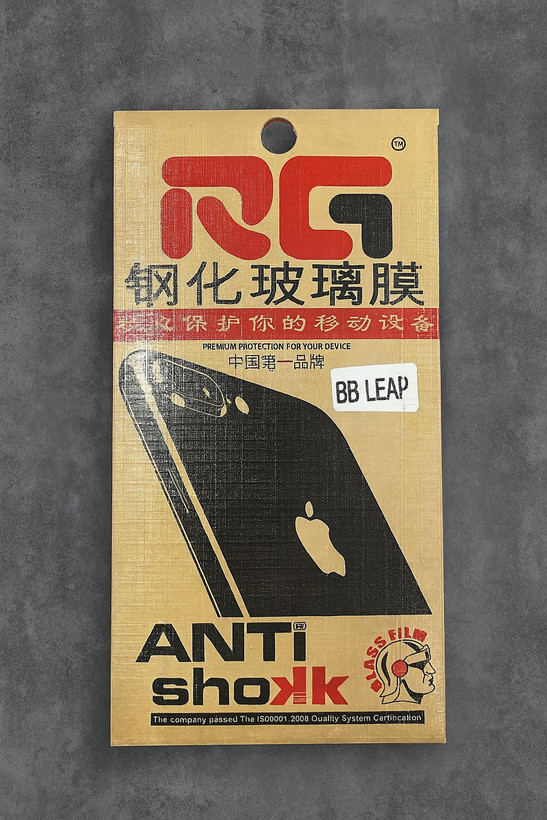 RG TM
钢化玻璃膜
保护你的移动设备
PREMIUM PROTECTION FOR YOUR DEVICE
中国第一品牌
BB LEAP
ANTi
shokk
GLASS FILM
The company passed The ISO0001:2008 Quality System Certincation